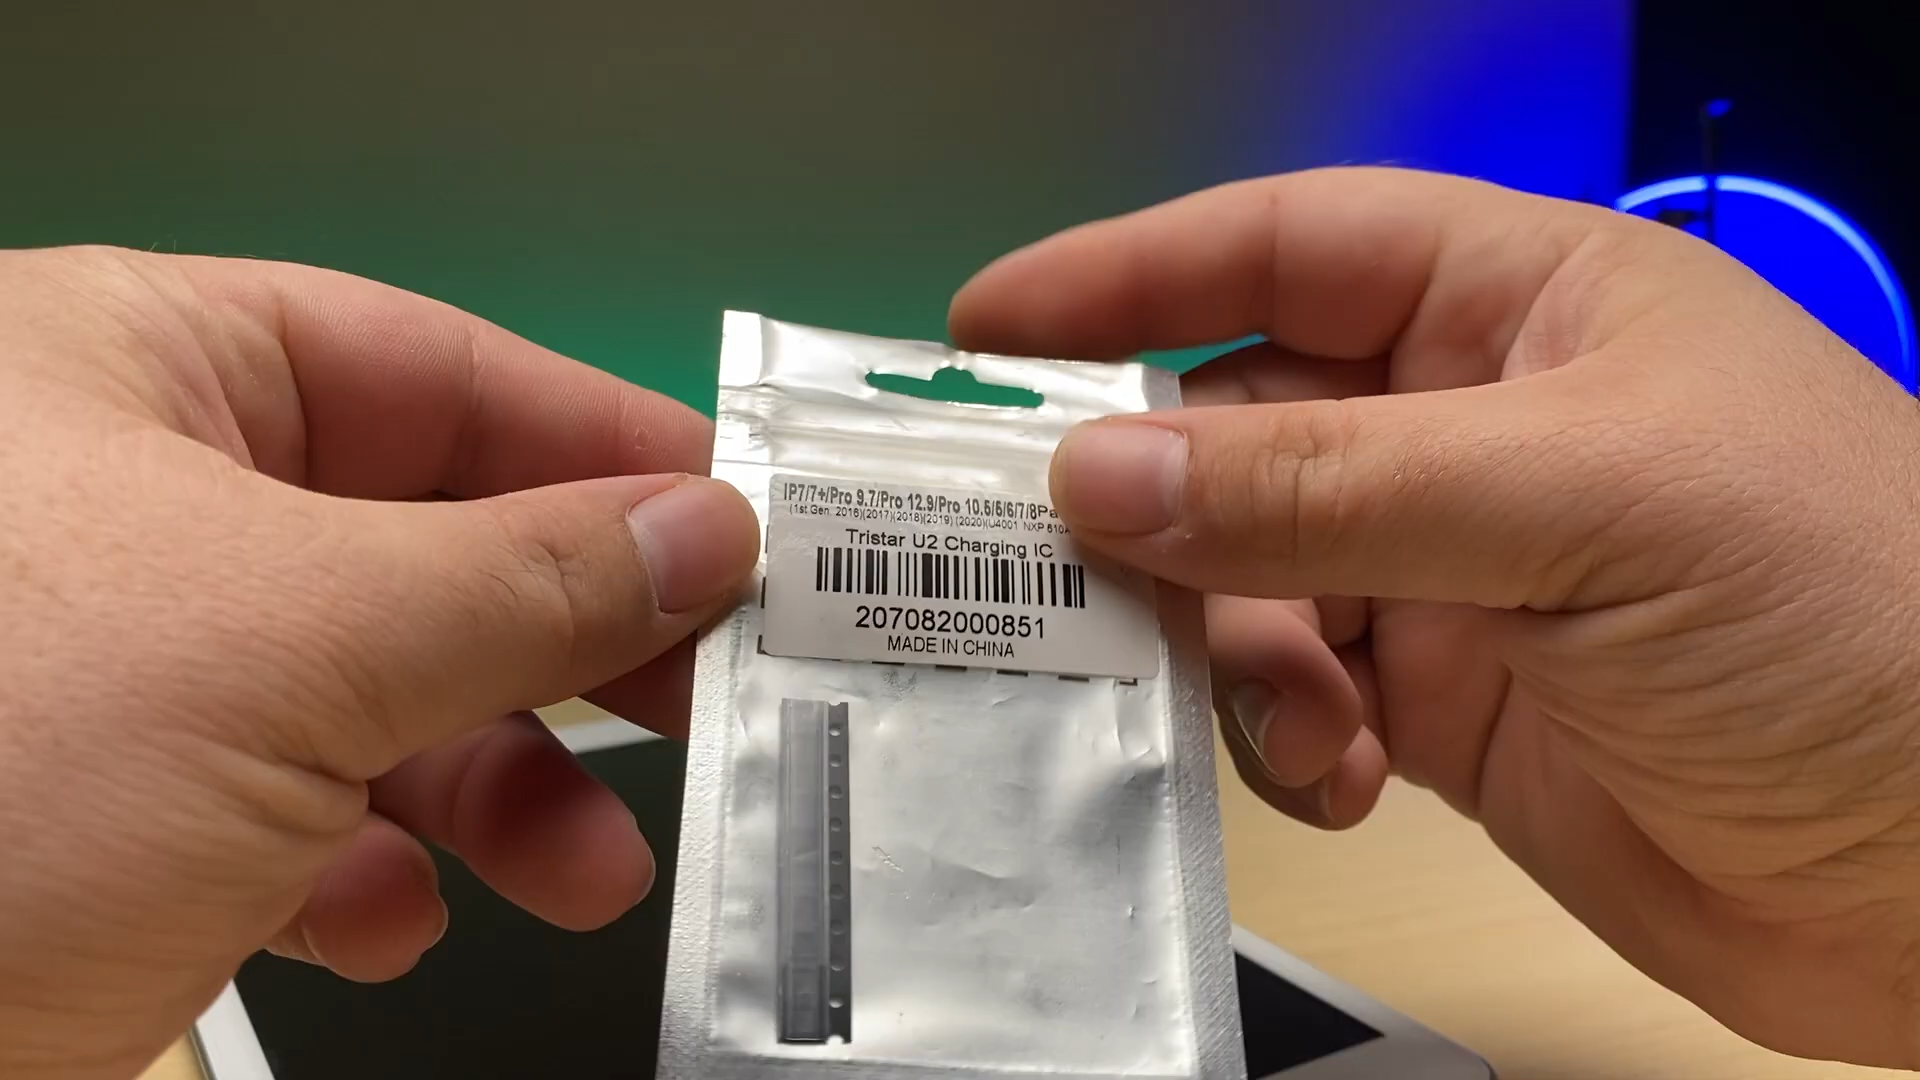 IP7/7+/Pro 9.7/Pro 12.9/Pro 10.5/5/6/7/8
(1st Gen. 2016)(2017)(2018)(2019) (2020)(U4001 NXP 610A
Tristar U2 Charging IC
207082000851
MADE IN CHINA